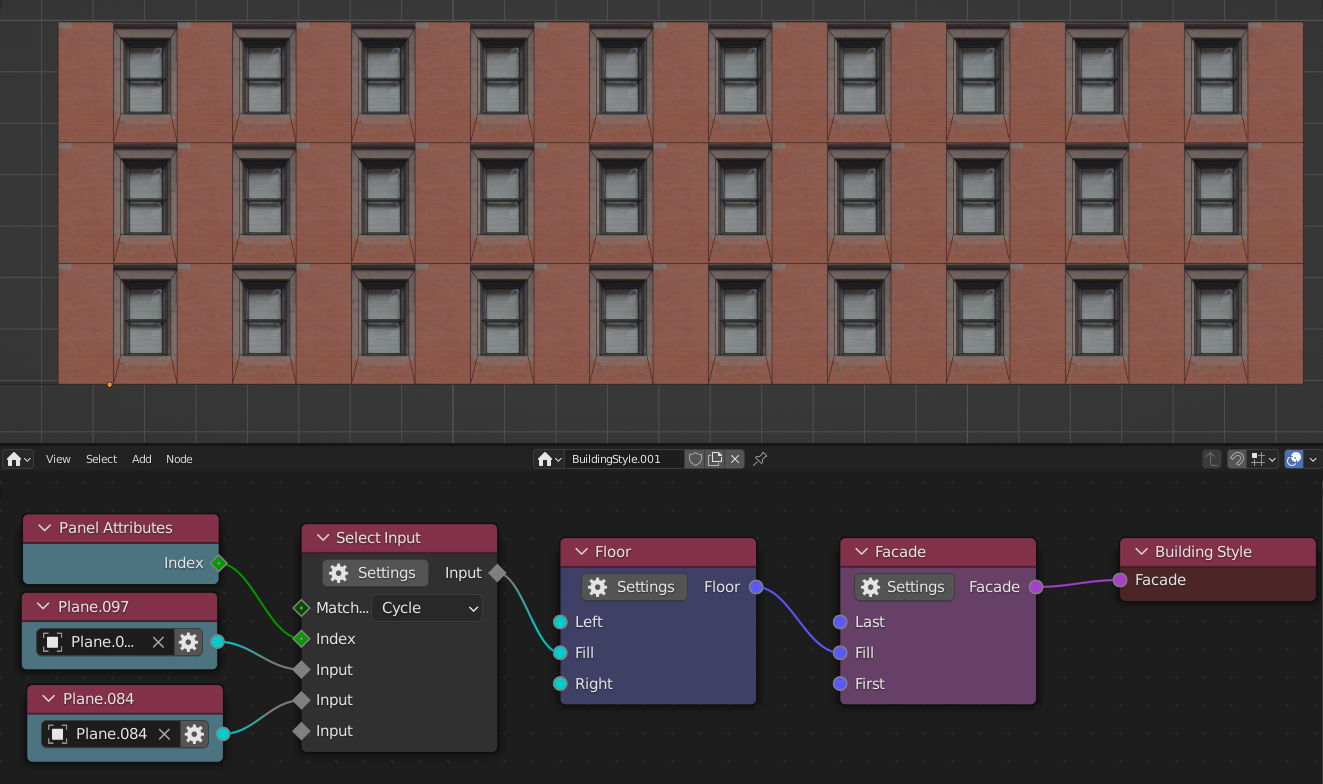 View Select Add Node
BuildingStyle.001
Panel Attributes
Index
Plane.097
Plane.0...
Plane.084
Plane.084
Select Input
Settings Input
Match... Cycle
Index
Input
Input
Input
Floor
Settings Floor
Left
Fill
Right
Facade
Settings Facade
Last
Fill
First
Building Style
Facade